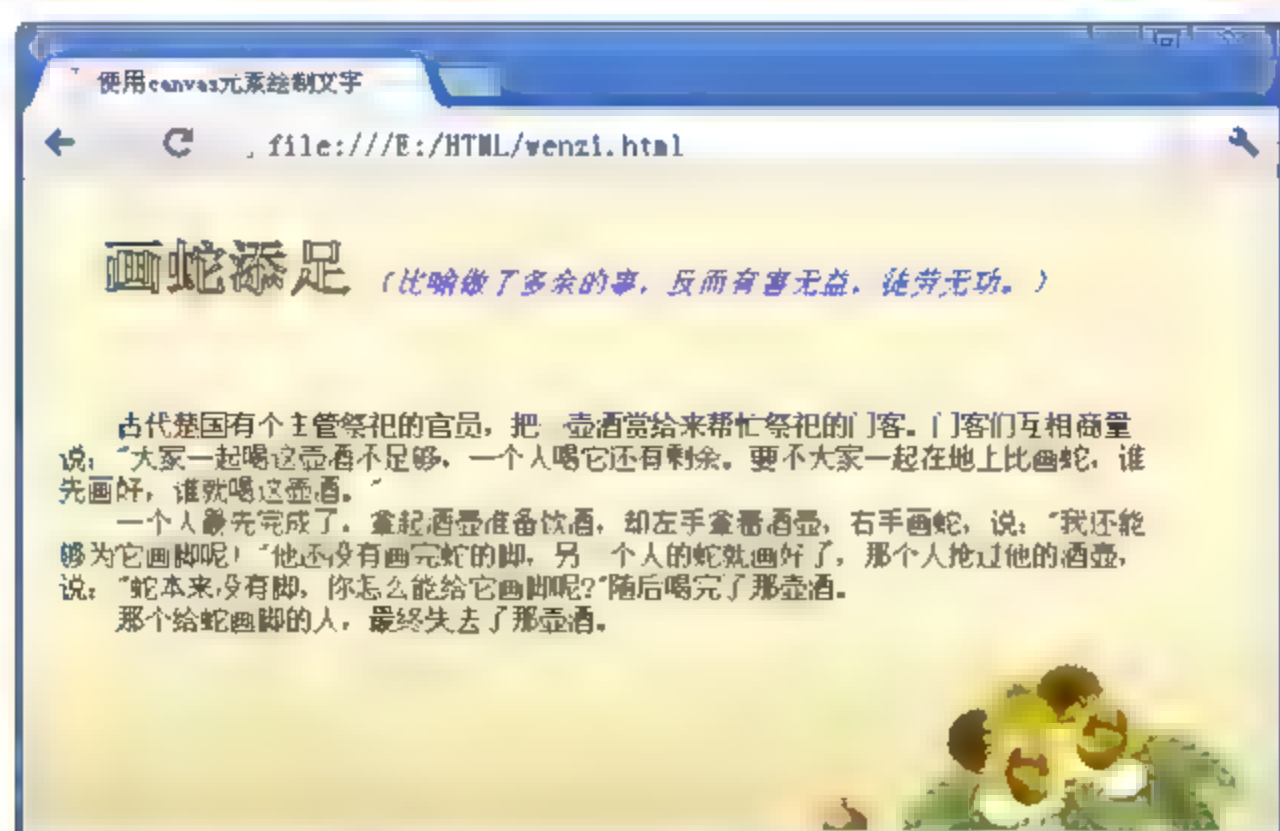 使用canvas元素绘制文字
file:///E:/HTML/wenzi.html
画蛇添足 (比喻做了多余的事，反而有害无益，徒劳无功。)
古代楚国有个主管祭祀的官员，把一壶酒赏给来帮忙祭祀的门客。门客们互相商量
说："大家一起喝这壶酒不足够，一个人喝它还有剩余。要不大家一起在地上比画蛇，谁
先画好，谁就喝这壶酒。"
一个人最先完成了。拿起酒壶准备饮酒，却左手拿着酒壶，右手画蛇，说："我还能
够为它画脚呢！"他还没有画完蛇的脚，另一个人的蛇就画好了，那个人抢过他的酒壶，
说："蛇本来没有脚，你怎么能给它画脚呢?"随后喝完了那壶酒。
那个给蛇画脚的人，最终失去了那壶酒。